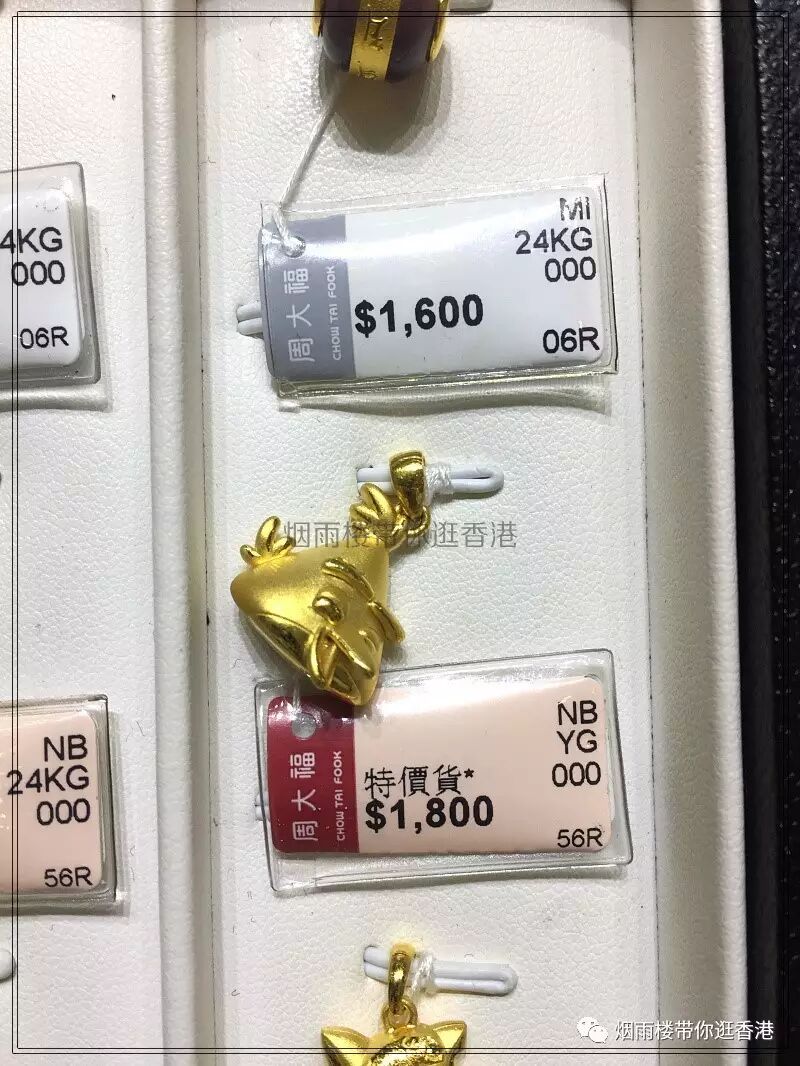 MI
4KG
24KG
000
000
周大福
CHOW TAI FOOK
$1,600
06R
06R
烟雨楼带你逛香港
NB
NB
YG
24KG
000
000
周大福
CHOW TAI FOOK
特價貨*
$1,800
56R
56R
烟雨楼带你逛香港